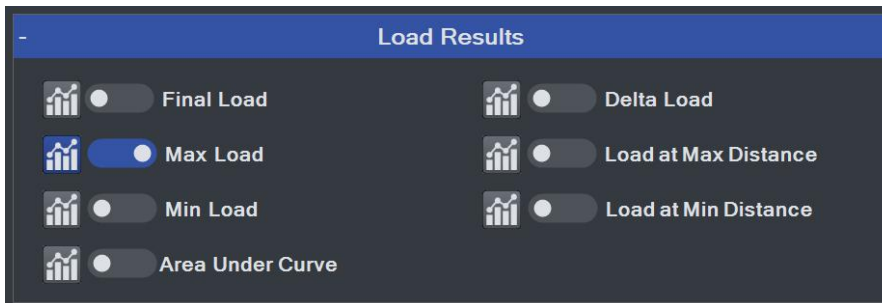 - Load Results
Final Load
Max Load
Min Load
Area Under Curve
Delta Load
Load at Max Distance
Load at Min Distance